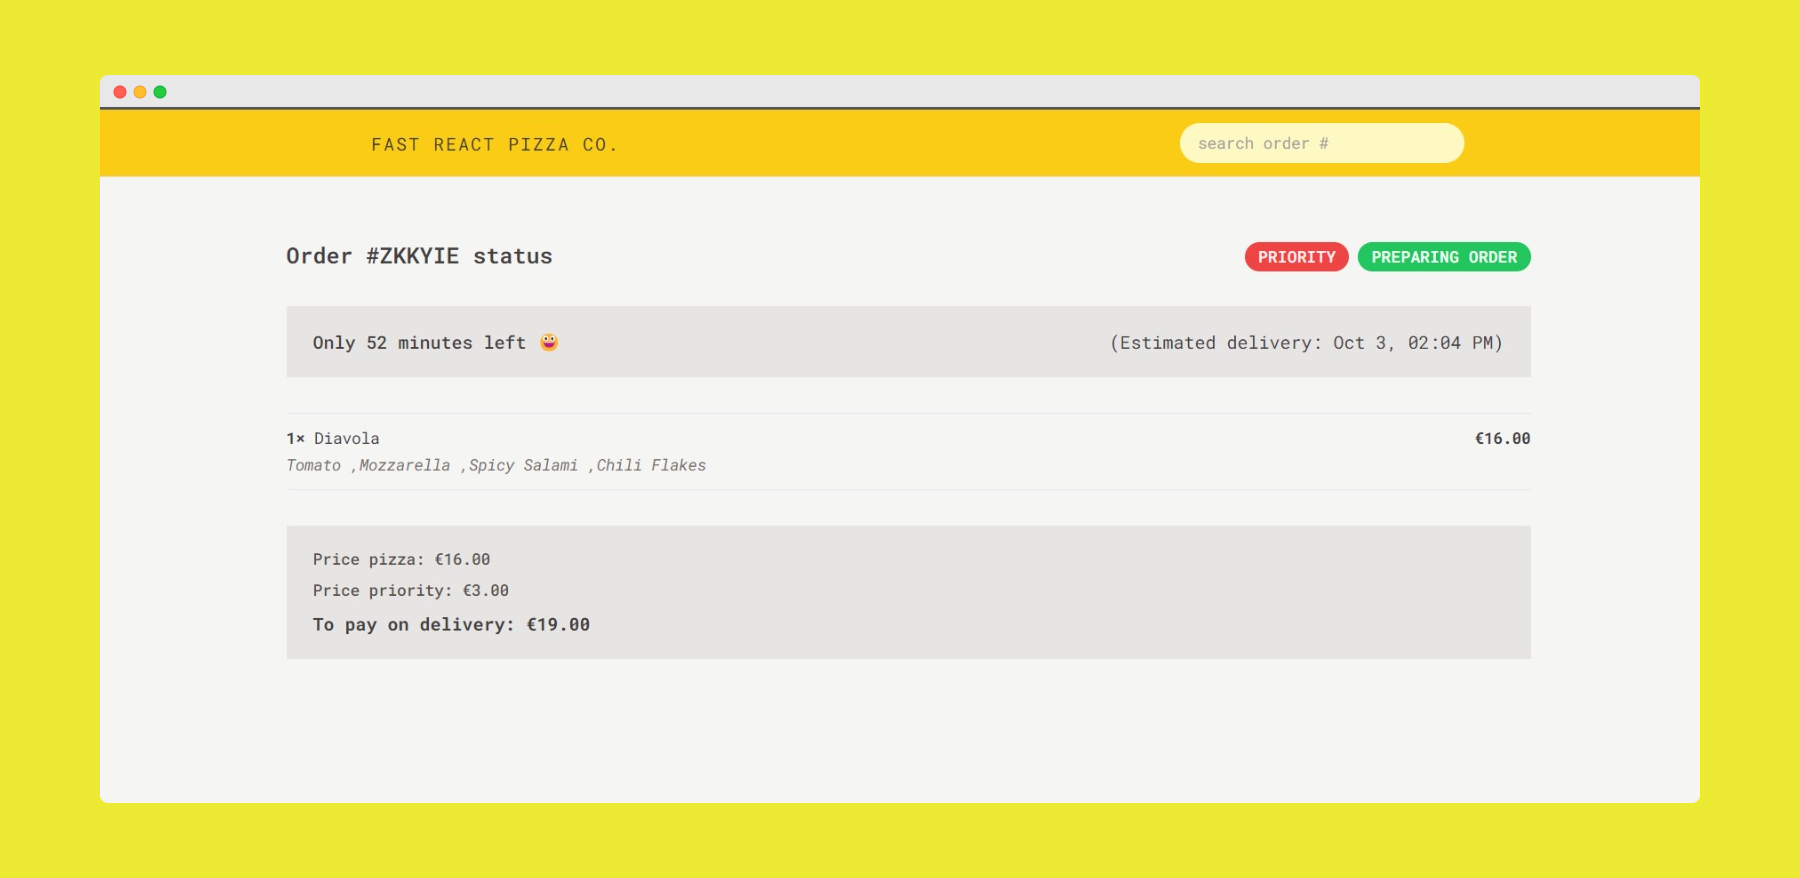 FAST REACT PIZZA CO.
search order #
Order #ZKKYIE status
PRIORITY
PREPARING ORDER
Only 52 minutes left 😀
(Estimated delivery: Oct 3, 02:04 PM)
1× Diavola
€16.00
Tomato ,Mozzarella ,Spicy Salami ,Chili Flakes
Price pizza: €16.00
Price priority: €3.00
To pay on delivery: €19.00